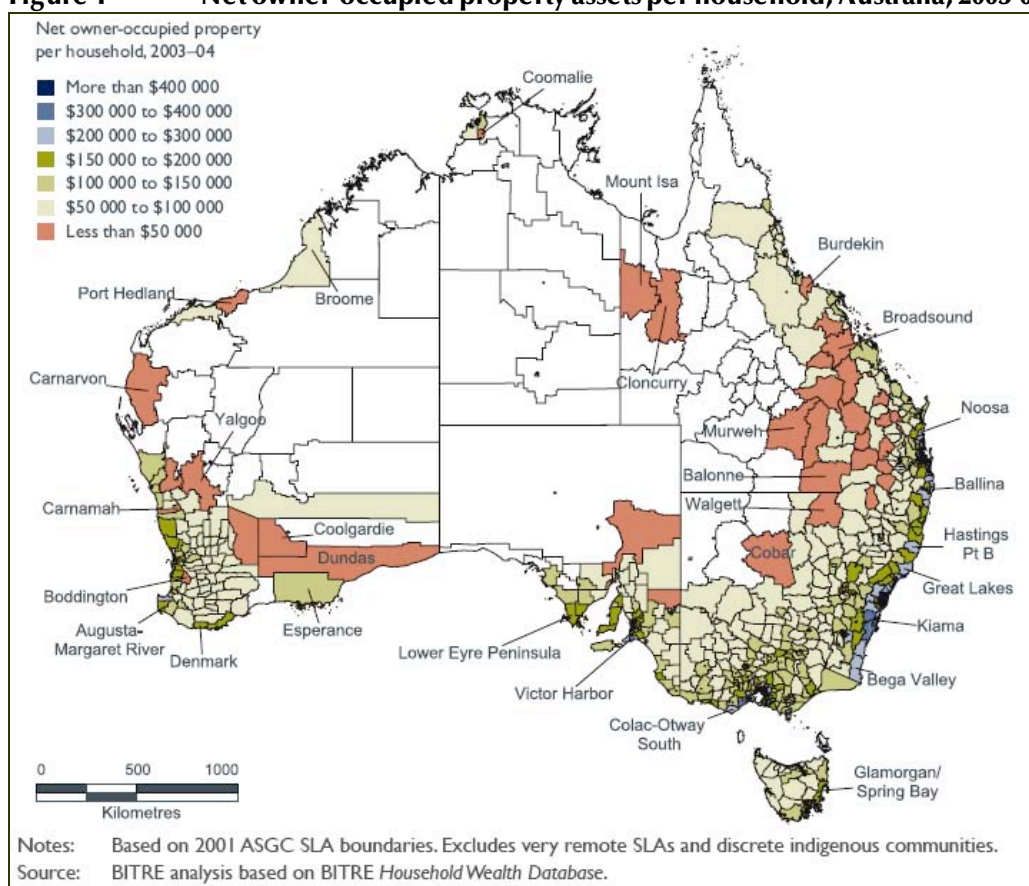 Net owner-occupied property assets per household, Australia, 2003-0
Net owner-occupied property
per household, 2003–04
More than $400 000
$300 000 to $400 000
$200 000 to $300 000
$150 000 to $200 000
$100 000 to $150 000
$50 000 to $100 000
Less than $50 000
Coomalie
Mount Isa
Burdekin
Port Hedland
Broome
Broadsound
Carnarvon
Cloncurry
Noosa
Yalgoo
Murweh
Balonne
Ballina
Walgett
Carnamah
Coolgardie
Hastings
Pt B
Dundas
Cobar
Great Lakes
Boddington
Kiama
Augusta-
Margaret River
Esperance
Lower Eyre Peninsula
Denmark
Bega Valley
Victor Harbor
Colac-Otway
South
0 500 1000
Kilometres
Glamorgan/
Spring Bay
Notes: Based on 2001 ASGC SLA boundaries. Excludes very remote SLAs and discrete indigenous communities.
Source: BITRE analysis based on BITRE Household Wealth Database.